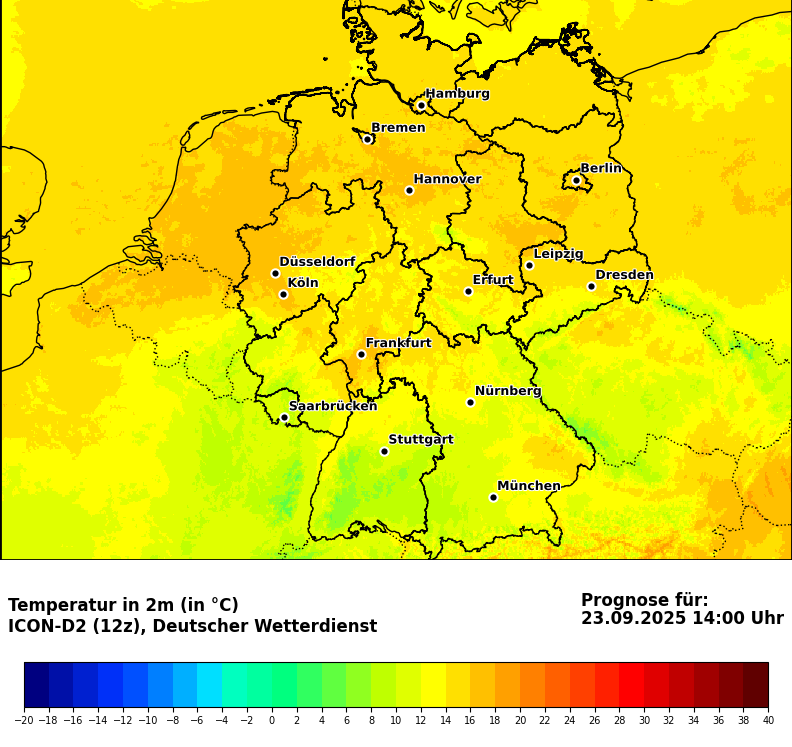 Hamburg
Bremen
Berlin
Hannover
Leipzig
Düsseldorf
Dresden
Köln
Erfurt
Frankfurt
Nürnberg
Saarbrücken
Stuttgart
München
Temperatur in 2m (in °C)
ICON-D2 (12z), Deutscher Wetterdienst
Prognose für:
23.09.2025 14:00 Uhr
−20 −18 −16 −14 −12 −10 −8 −6 −4 −2 0 2 4 6 8 10 12 14 16 18 20 22 24 26 28 30 32 34 36 38 40